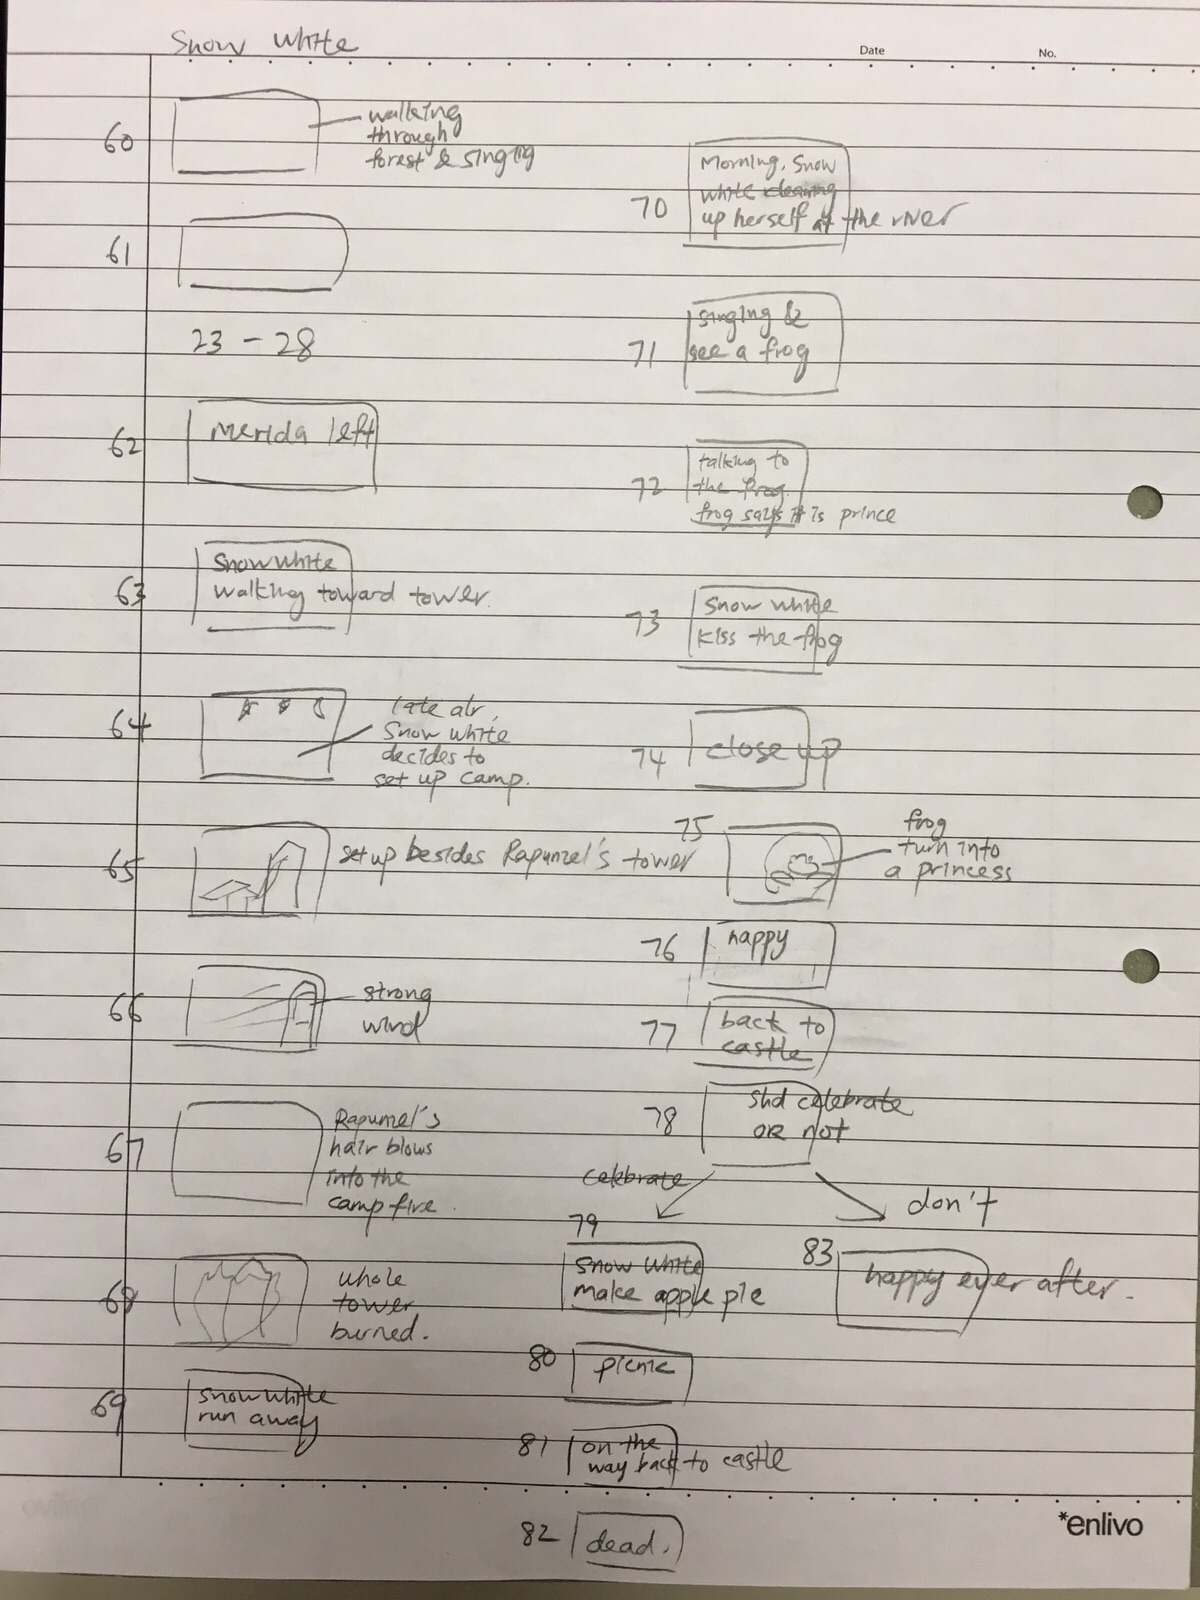 Snow White
Date
No.
60
walking
through
forest & singing
61
23 - 28
62
Merida left
63
Snow white
walking toward tower.
64
Snow white
decides to
set up camp.
65
set up besides Rapunzel's tower
66
strong
wind
67
Rapunzel's
hair blows
into the
camp fire.
68
whole
tower
burned.
69
Snow white
run away
70
Morning, Snow
White cleaning
up herself at the river
71
singing &
see a frog
72
talking to
the frog.
frog says it is prince
73
Snow white
kiss the frog
74
close up
75
frog
turn into
a princess
76
happy
77
back to
castle
78
shd celebrate
OR not
celebrate
don't
79
Snow white
make apple pie
83
happy ever after.
80
picnic
81
on the
way back to castle
82
dead.
*enlivo